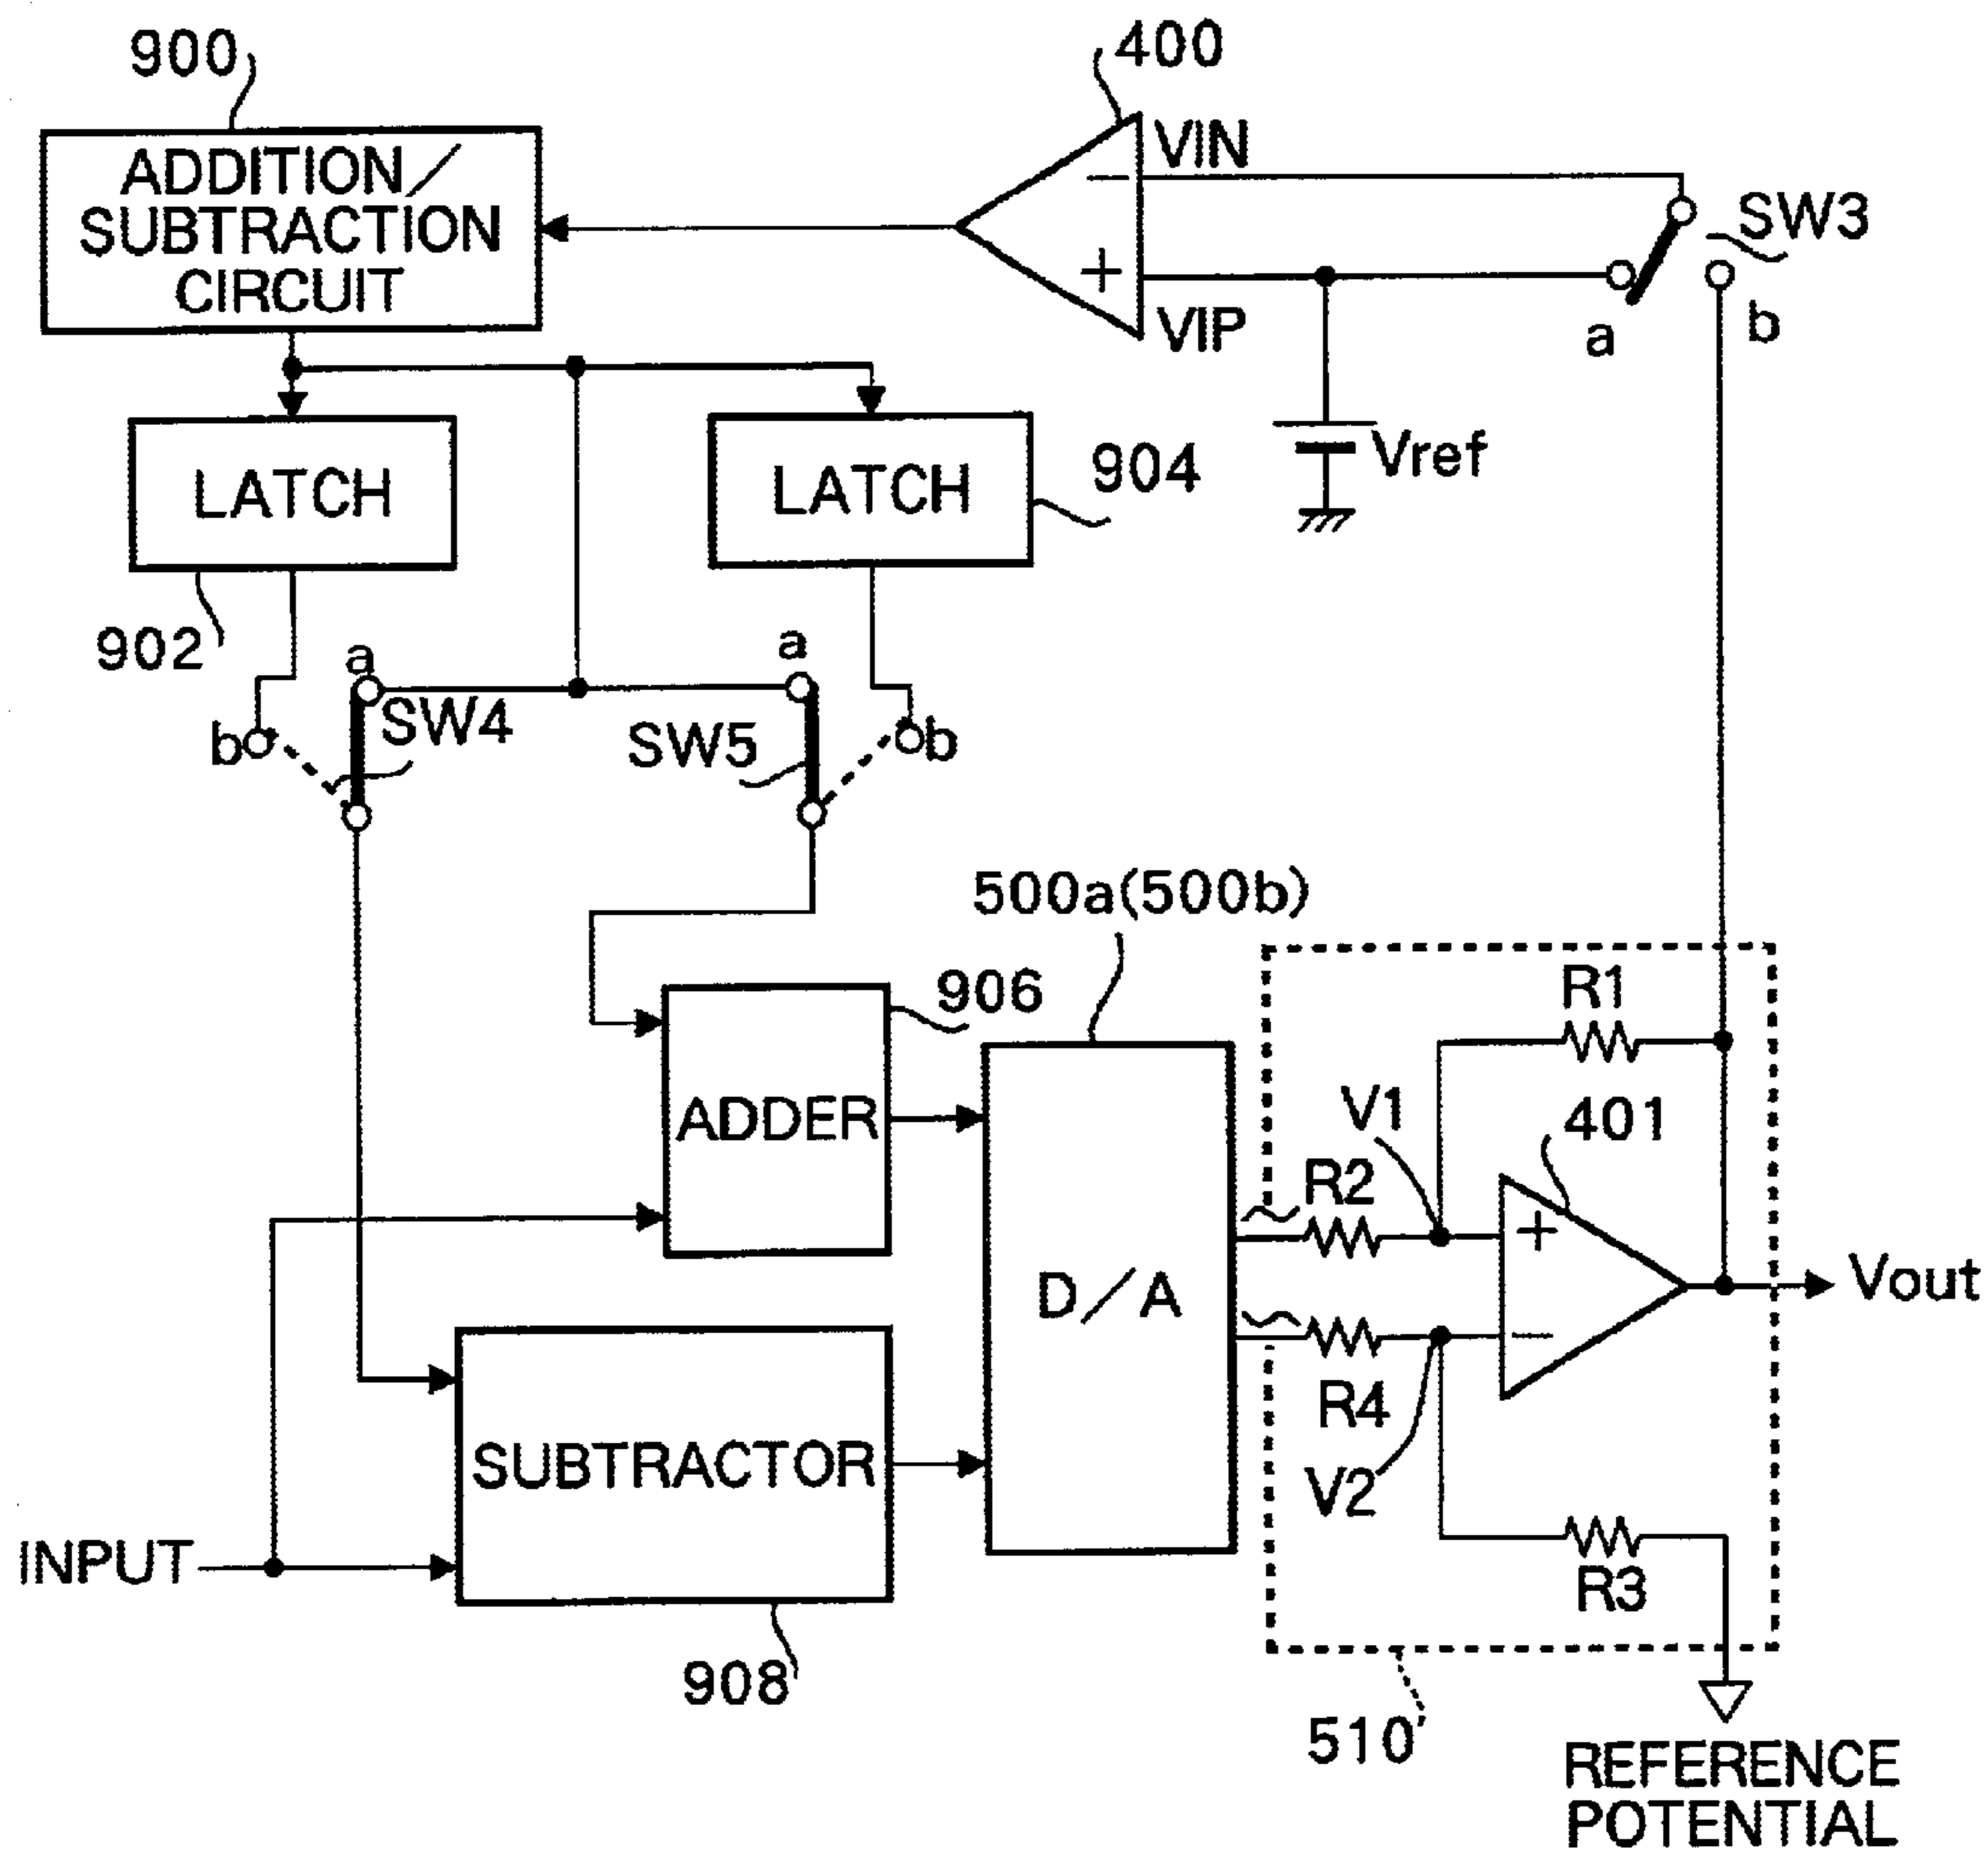 900
400
ADDITION/
SUBTRACTION
CIRCUIT
VIN
−
+
VIP
SW3
a
b
LATCH
902
LATCH
904
Vref
a
b
SW4
a
SW5
b
500a(500b)
906
ADDER
R1
V1
401
R2
+
D/A
Vout
−
R4
V2
SUBTRACTOR
INPUT
R3
908
510'
REFERENCE
POTENTIAL